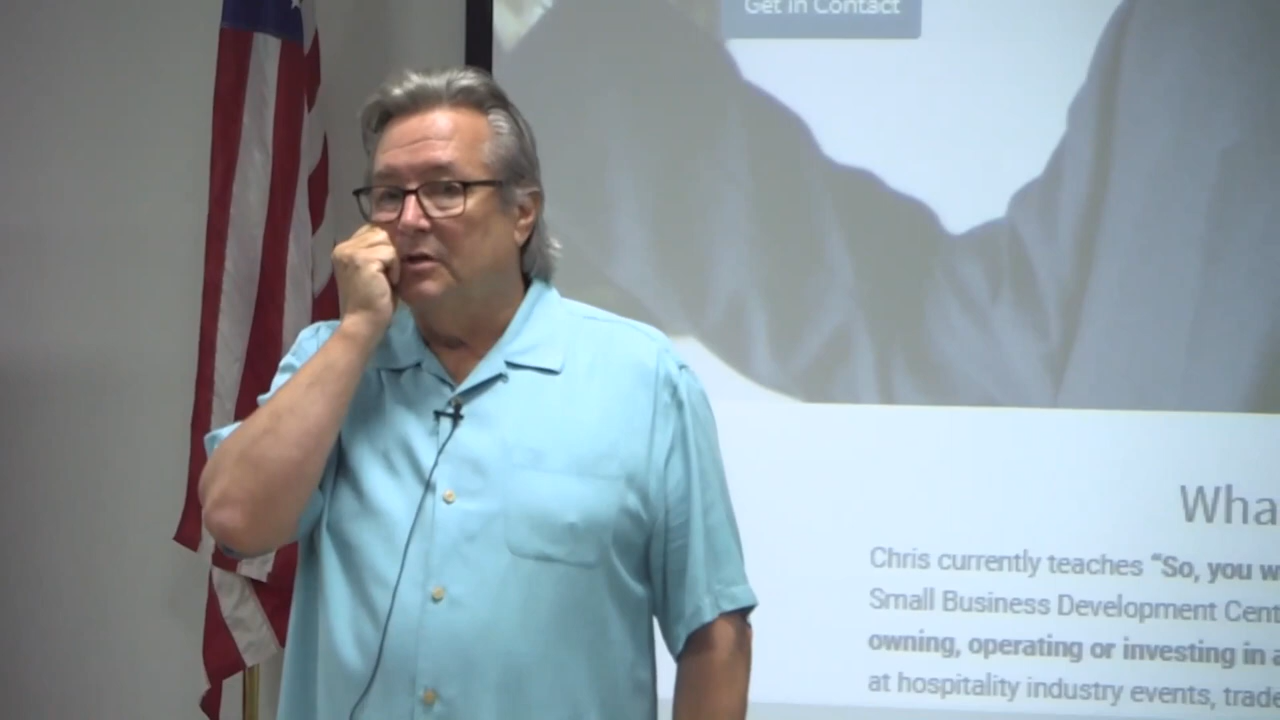 Get In Contact
Wha
Chris currently teaches “So, you w
Small Business Development Cent
owning, operating or investing in a
at hospitality industry events, trade